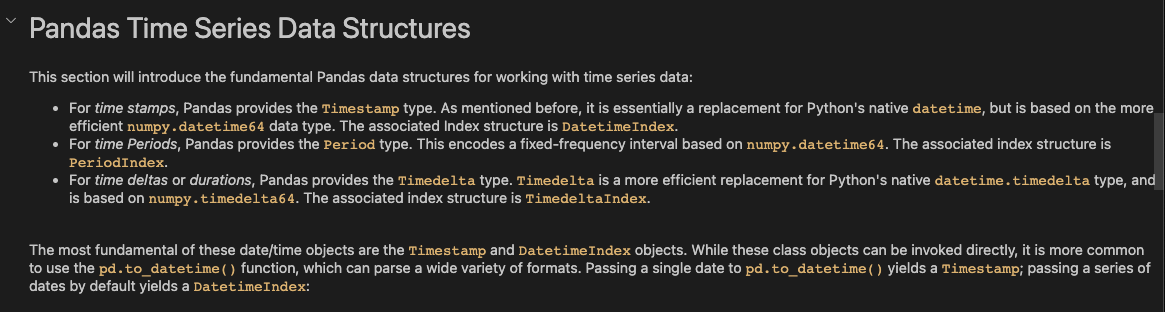 Pandas Time Series Data Structures
This section will introduce the fundamental Pandas data structures for working with time series data:
• For time stamps, Pandas provides the Timestamp type. As mentioned before, it is essentially a replacement for Python's native datetime, but is based on the more
efficient numpy.datetime64 data type. The associated Index structure is DatetimeIndex.
• For time Periods, Pandas provides the Period type. This encodes a fixed-frequency interval based on numpy.datetime64. The associated index structure is
PeriodIndex.
• For time deltas or durations, Pandas provides the Timedelta type. Timedelta is a more efficient replacement for Python's native datetime.timedelta type, and
is based on numpy.timedelta64. The associated index structure is TimedeltaIndex.
The most fundamental of these date/time objects are the Timestamp and DatetimeIndex objects. While these class objects can be invoked directly, it is more common
to use the pd.to_datetime() function, which can parse a wide variety of formats. Passing a single date to pd.to_datetime() yields a Timestamp; passing a series of
dates by default yields a DatetimeIndex: